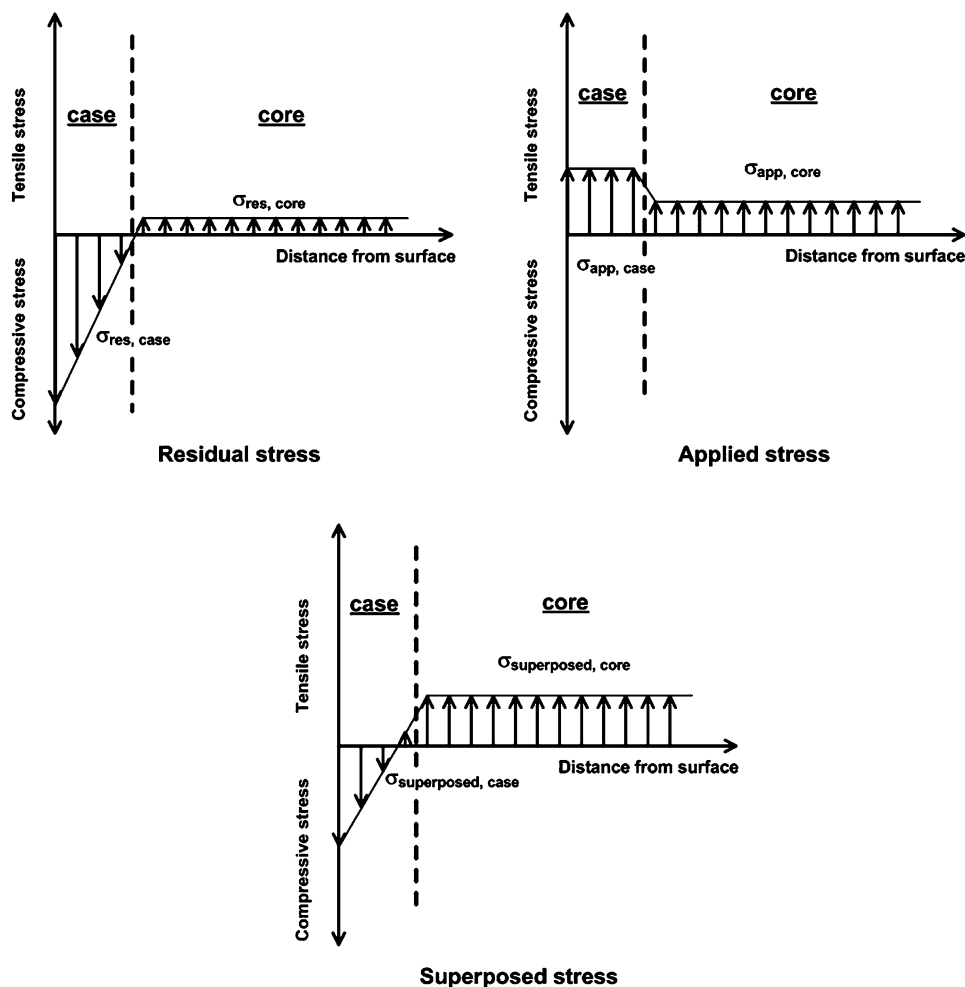 Tensile stress
Compressive stress
case
core
σres, core
Distance from surface
σres, case
Residual stress
Tensile stress
Compressive stress
case
core
σapp, core
Distance from surface
σapp, case
Applied stress
Tensile stress
Compressive stress
case
core
σsuperposed, core
Distance from surface
σsuperposed, case
Superposed stress